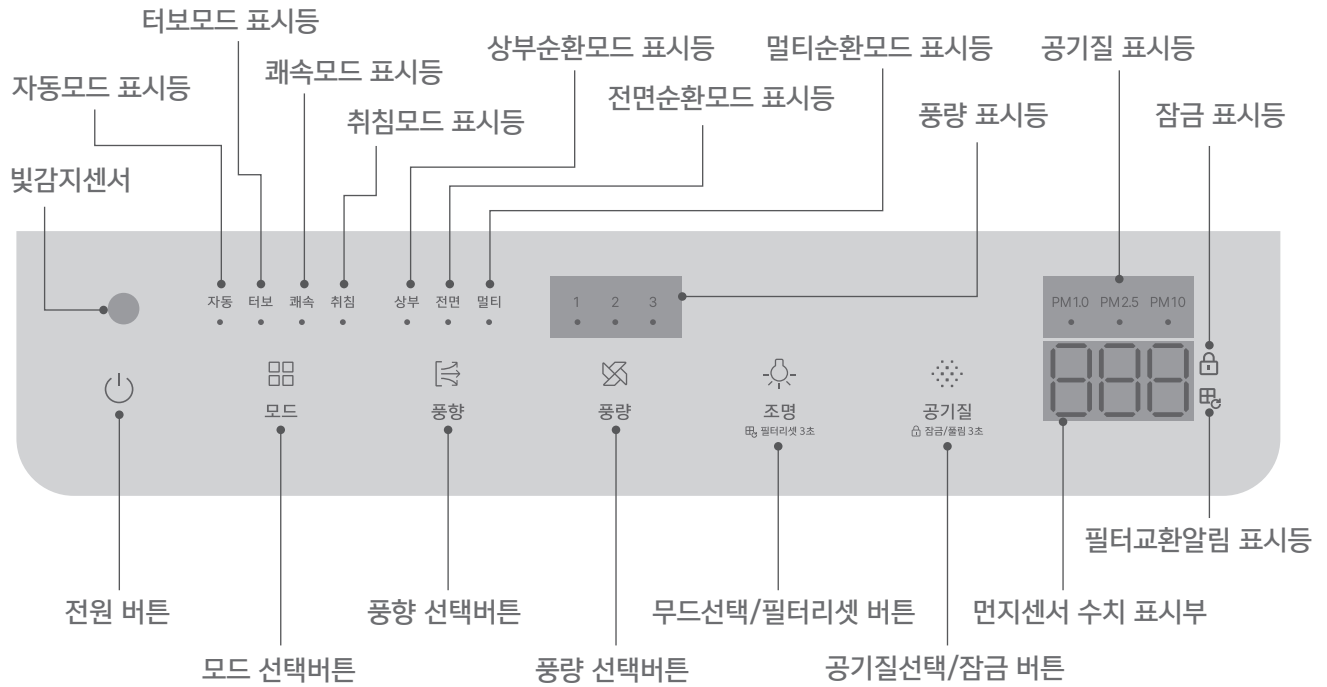 터보모드 표시등
상부순환모드 표시등
멀티순환모드 표시등
공기질 표시등
쾌속모드 표시등
자동모드 표시등
전면순환모드 표시등
풍량 표시등
잠금 표시등
취침모드 표시등
빛감지센서
자동 터보 쾌속 취침 상부 전면 멀티 1 2 3 PM1.0 PM2.5 PM10
888
모드 풍향 풍량 조명 공기질
필터리셋 3초 잠금/풀림 3초
필터교환알림 표시등
전원 버튼 풍향 선택버튼 무드선택/필터리셋 버튼 먼지센서 수치 표시부
모드 선택버튼 풍량 선택버튼 공기질선택/잠금 버튼